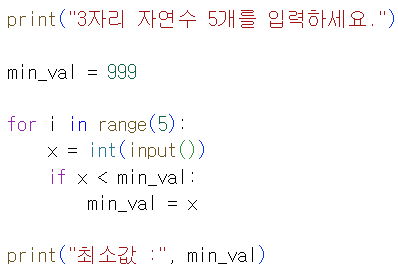 print("3자리 자연수 5개를 입력하세요.")
min_val = 999
for i in range(5):
    x = int(input())
    if x < min_val:
        min_val = x
print("최소값 :", min_val)